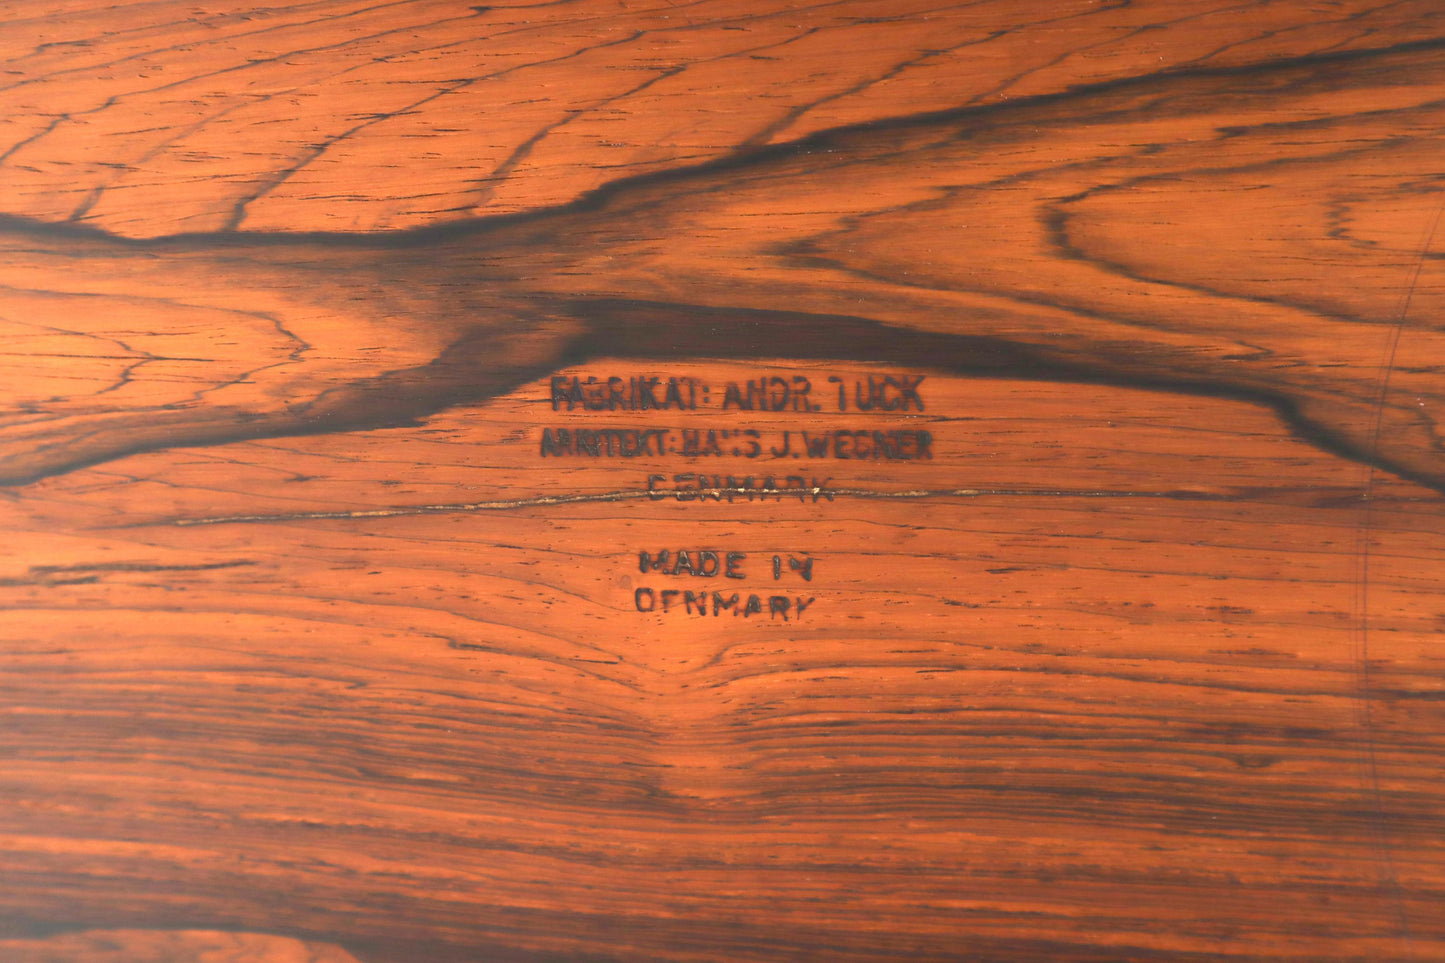 FABRIKAT: ANDR. TUCK
ARKITEKT: HANS J. WEGNER
DENMARK
MADE IN
DENMARK